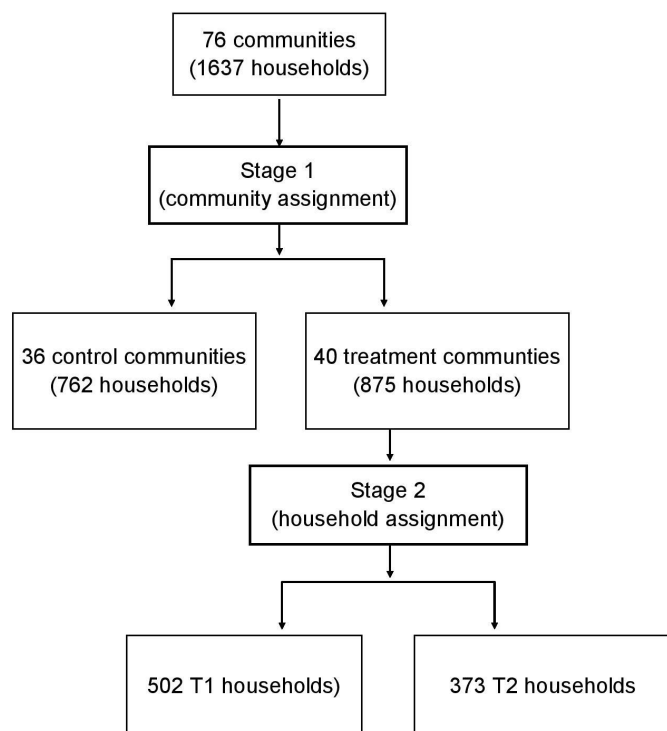 76 communities
(1637 households)
Stage 1
(community assignment)
36 control communities
(762 households)
40 treatment communties
(875 households)
Stage 2
(household assignment)
502 T1 households)
373 T2 households